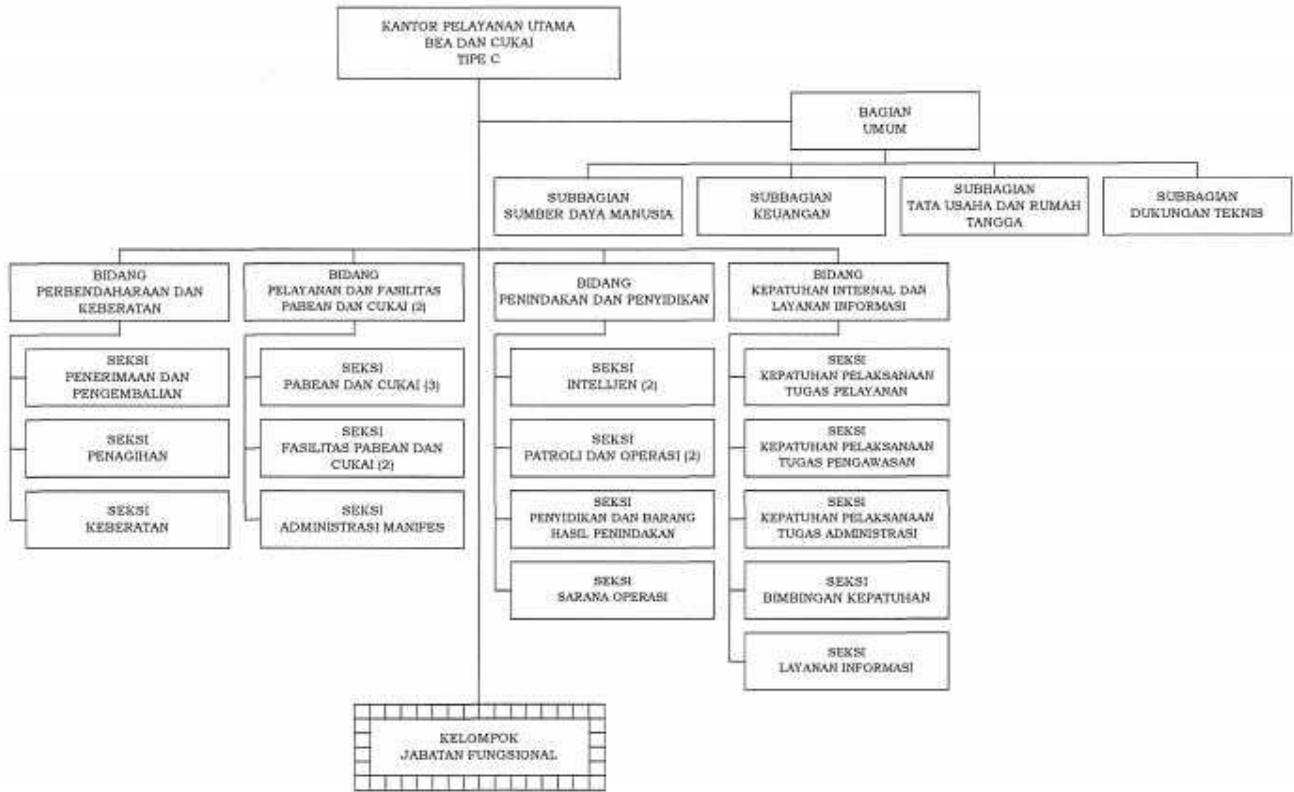 KANTOR PELAYANAN UTAMA
BEA DAN CUKAI
TIPE C
BAGIAN
UMUM
SUBBAGIAN
SUMBER DAYA MANUSIA
SUBBAGIAN
KEUANGAN
SUBBAGIAN
TATA USAHA DAN RUMAH
TANGGA
SUBBAGIAN
DUKUNGAN TEKNIS
BIDANG
PERBENDAHARAAN DAN
KEBERATAN
BIDANG
PELAYANAN DAN FASILITAS
PABEAN DAN CUKAI (2)
BIDANG
PENINDAKAN DAN PENYIDIKAN
BIDANG
KEPATUHAN INTERNAL DAN
LAYANAN INFORMASI
SEKSI
PENERIMAAN DAN
PENGEMBALIAN
SEKSI
PENAGIHAN
SEKSI
KEBERATAN
SEKSI
PABEAN DAN CUKAI (3)
SEKSI
FASILITAS PABEAN DAN
CUKAI (2)
SEKSI
ADMINISTRASI MANIFES
SEKSI
INTELIJEN (2)
SEKSI
PATROLI DAN OPERASI (2)
SEKSI
PENYIDIKAN DAN BARANG
HASIL PENINDAKAN
SEKSI
SARANA OPERASI
SEKSI
KEPATUHAN PELAKSANAAN
TUGAS PELAYANAN
SEKSI
KEPATUHAN PELAKSANAAN
TUGAS PENGAWASAN
SEKSI
KEPATUHAN PELAKSANAAN
TUGAS ADMINISTRASI
SEKSI
BIMBINGAN KEPATUHAN
SEKSI
LAYANAN INFORMASI
KELOMPOK
JABATAN FUNGSIONAL